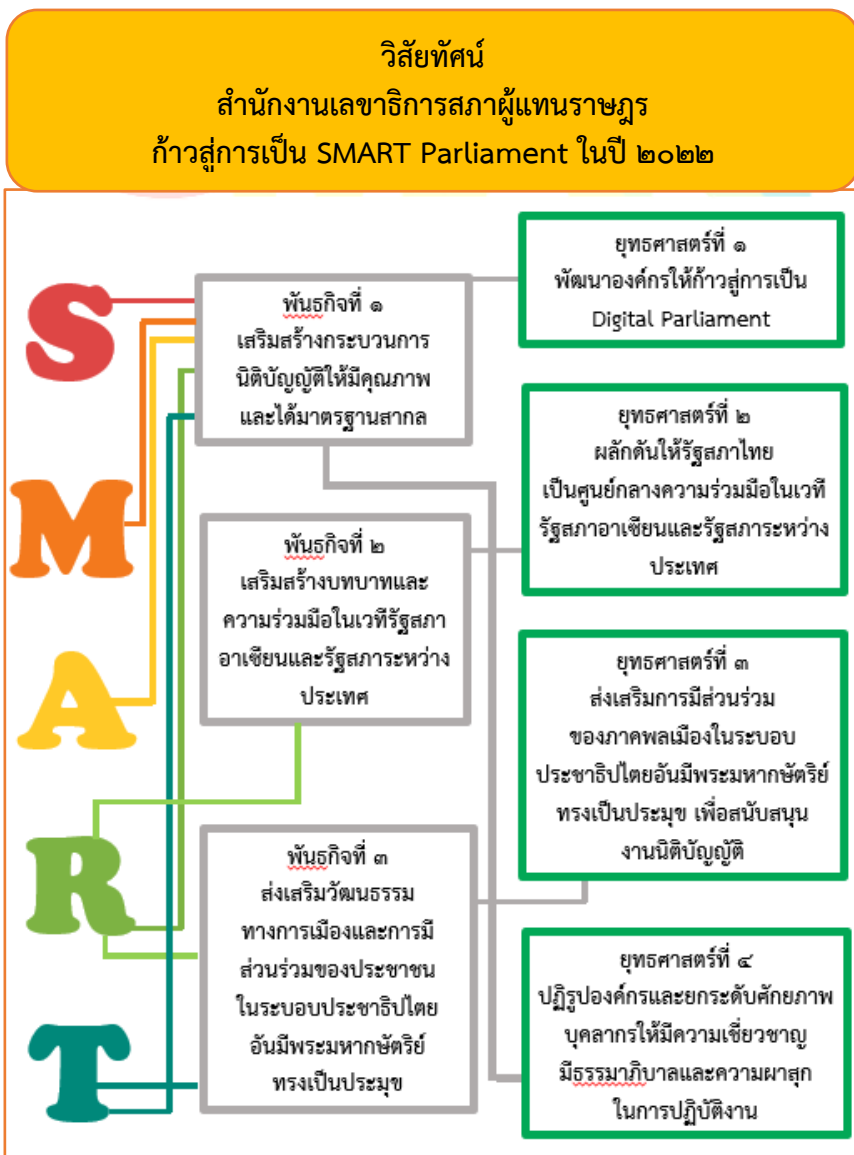 วิสัยทัศน์
สำนักงานเลขาธิการสภาผู้แทนราษฎร
ก้าวสู่การเป็น SMART Parliament ในปี ๒๐๒๒
S
M
A
R
T
พันธกิจที่ ๑
เสริมสร้างกระบวนการ
นิติบัญญัติให้มีคุณภาพ
และได้มาตรฐานสากล
พันธกิจที่ ๒
เสริมสร้างบทบาทและ
ความร่วมมือในเวทีรัฐสภา
อาเซียนและรัฐสภาระหว่าง
ประเทศ
พันธกิจที่ ๓
ส่งเสริมวัฒนธรรม
ทางการเมืองและการมี
ส่วนร่วมของประชาชน
ในระบอบประชาธิปไตย
อันมีพระมหากษัตริย์
ทรงเป็นประมุข
ยุทธศาสตร์ที่ ๑
พัฒนาองค์กรให้ก้าวสู่การเป็น
Digital Parliament
ยุทธศาสตร์ที่ ๒
ผลักดันให้รัฐสภาไทย
เป็นศูนย์กลางความร่วมมือในเวที
รัฐสภาอาเซียนและรัฐสภาระหว่าง
ประเทศ
ยุทธศาสตร์ที่ ๓
ส่งเสริมการมีส่วนร่วม
ของภาคพลเมืองในระบอบ
ประชาธิปไตยอันมีพระมหากษัตริย์
ทรงเป็นประมุข เพื่อสนับสนุน
งานนิติบัญญัติ
ยุทธศาสตร์ที่ ๔
ปฏิรูปองค์กรและยกระดับศักยภาพ
บุคลากรให้มีความเชี่ยวชาญ
มีธรรมาภิบาลและความผาสุก
ในการปฏิบัติงาน